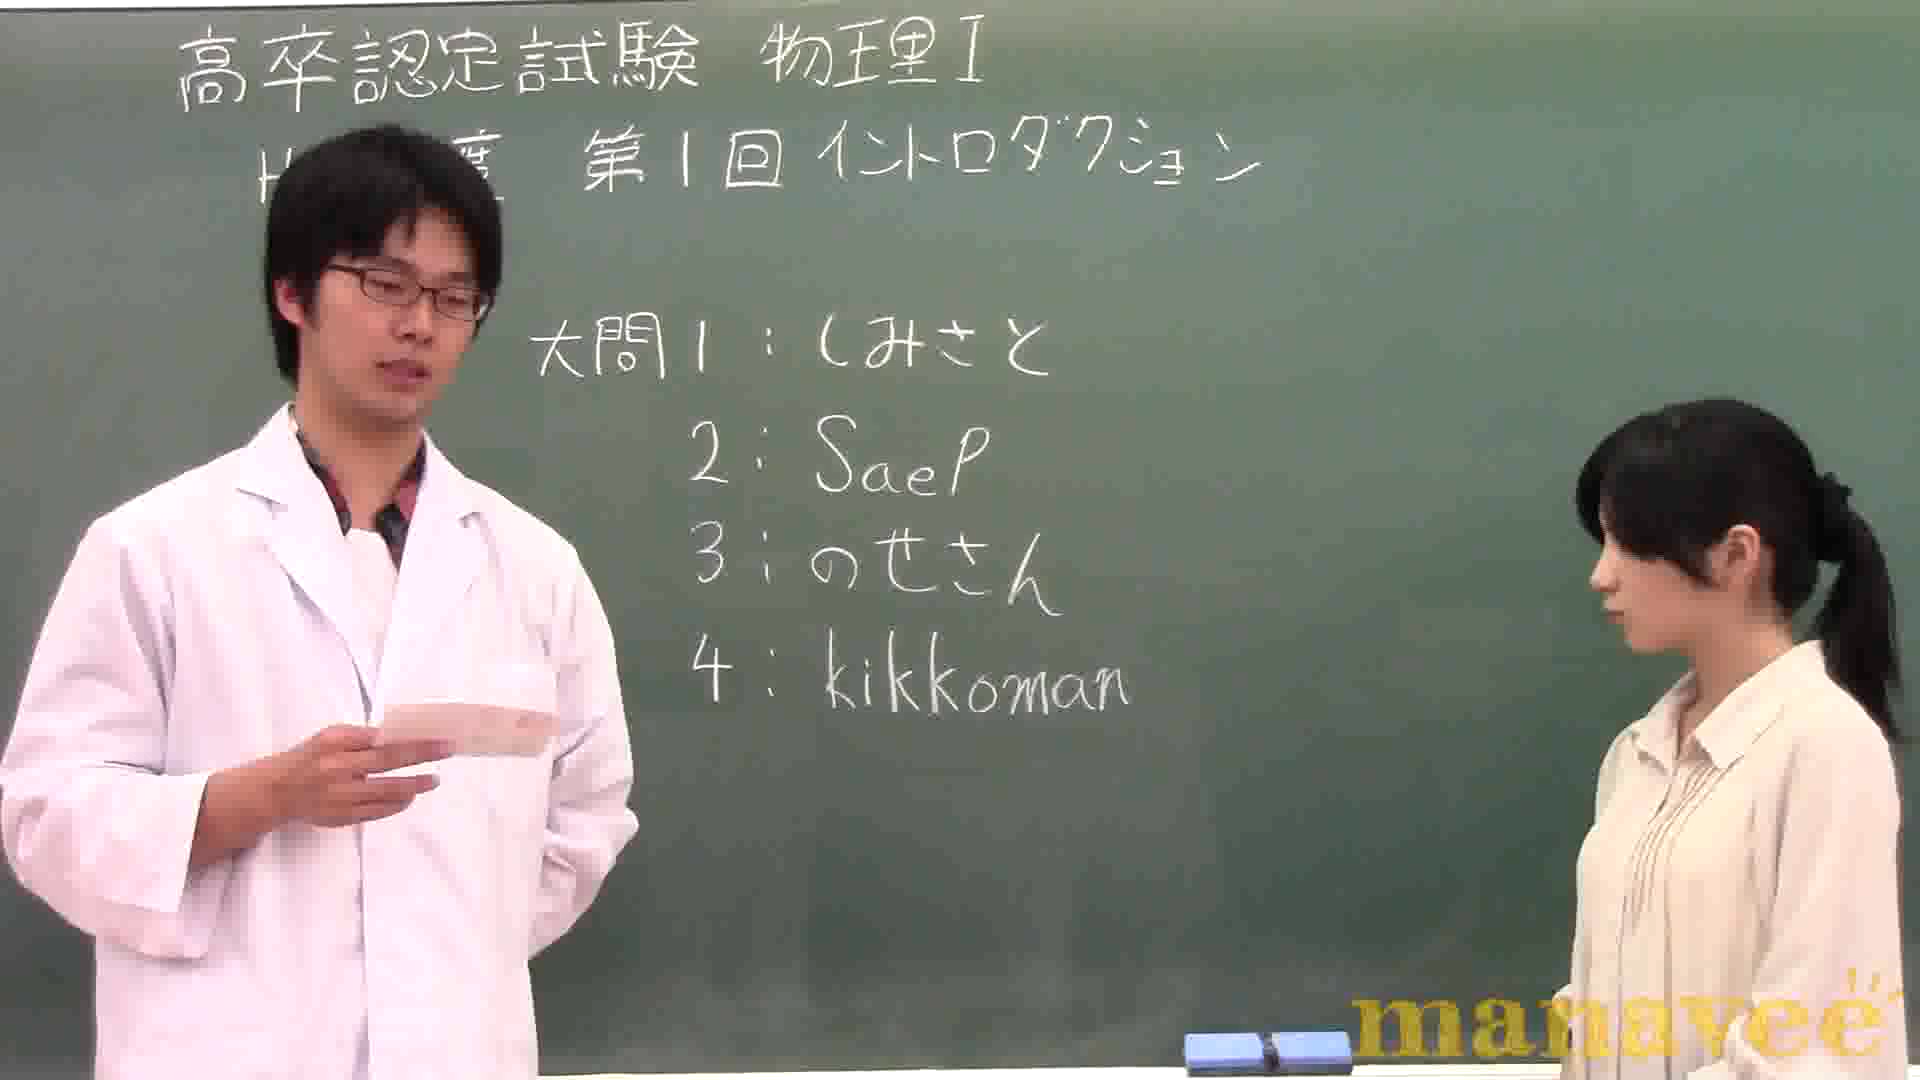 高卒認定試験 物理I
H 度 第1回 イントロダクション
大問1：しみさと
2：SaeP
3：のせさん
4：kikkoman
manavee